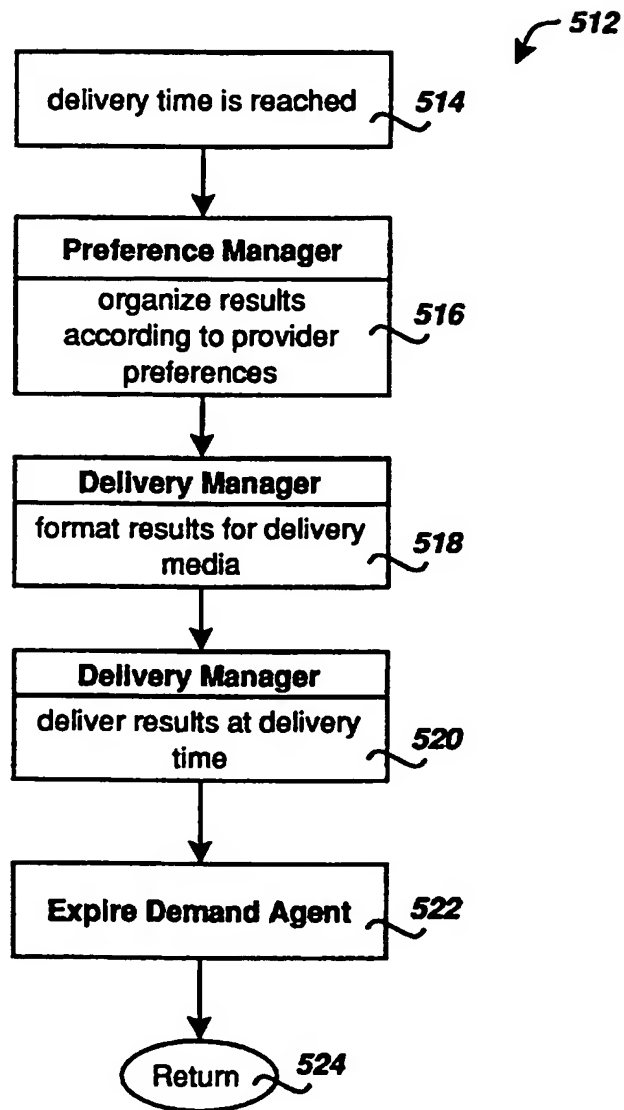 512
delivery time is reached
514
Preference Manager
organize results
according to provider
preferences
516
Delivery Manager
format results for delivery
media
518
Delivery Manager
deliver results at delivery
time
520
Expire Demand Agent
522
Return
524